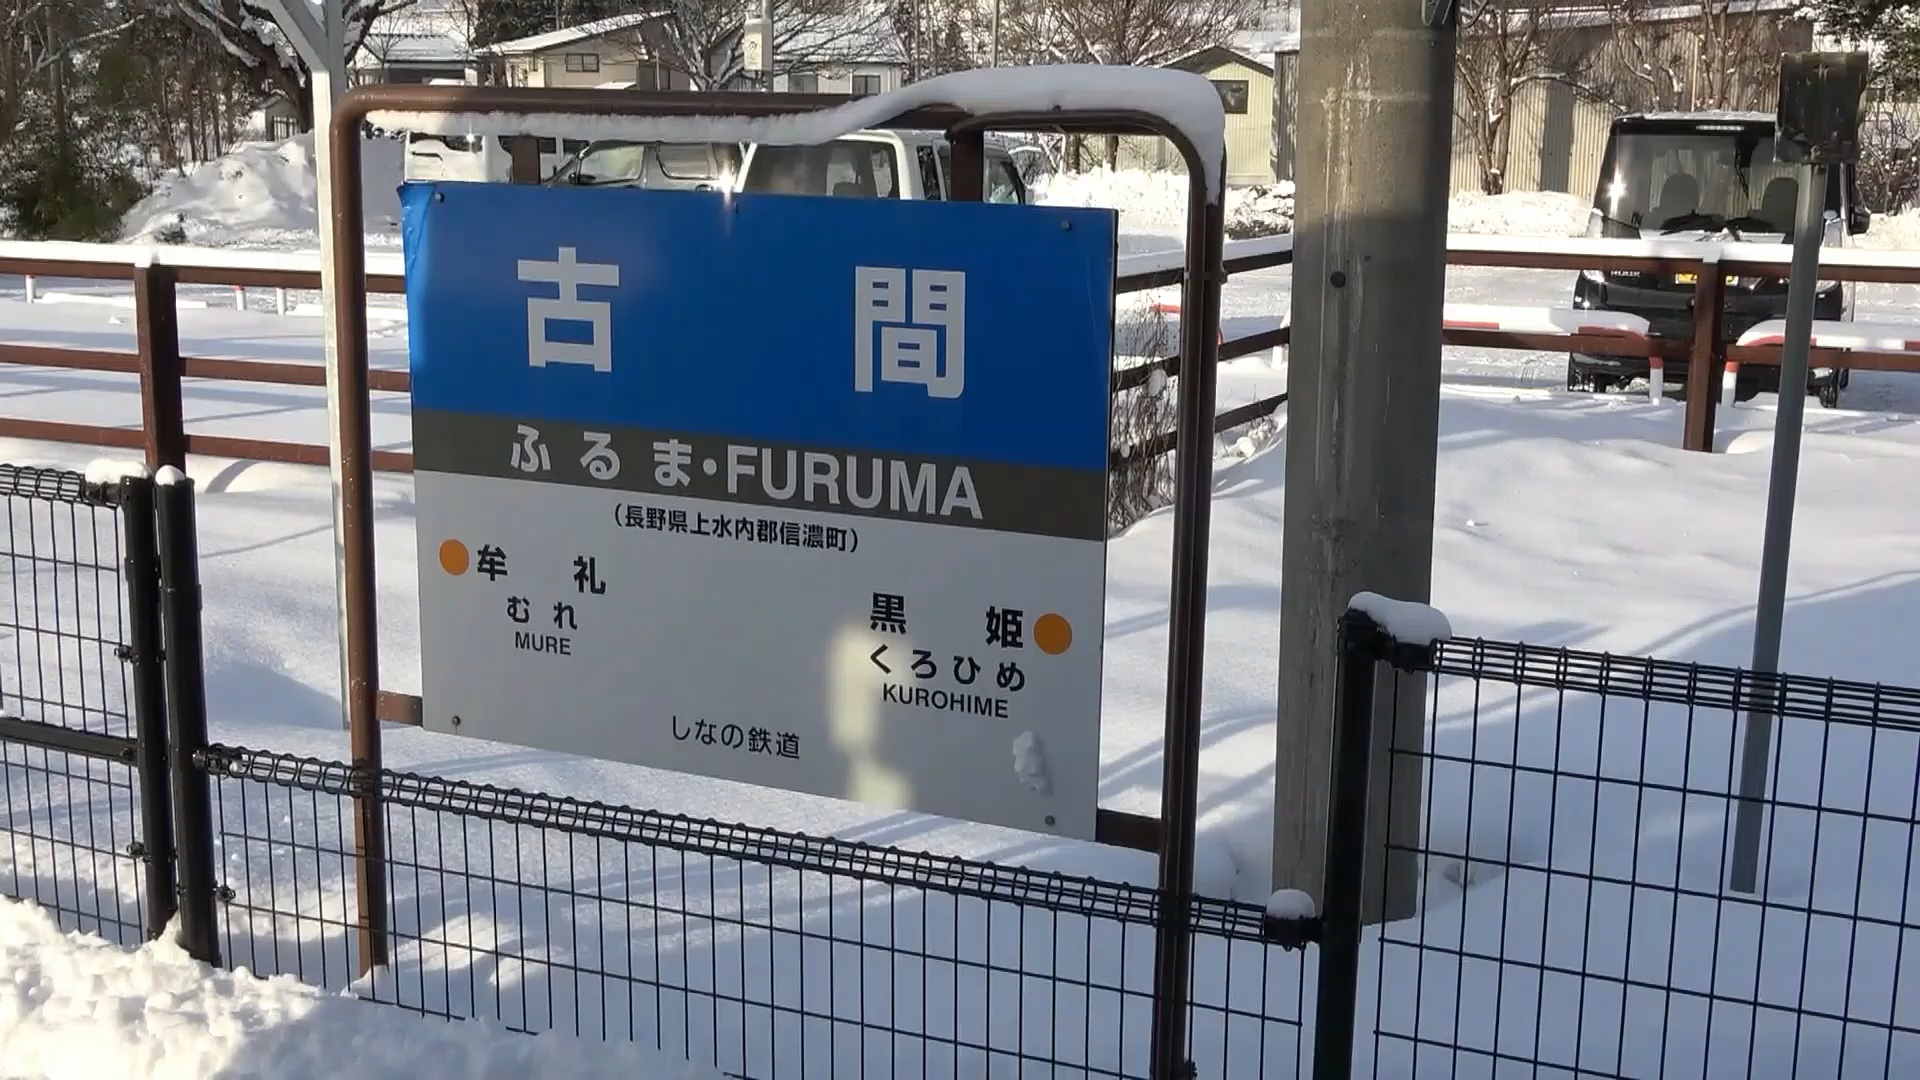 古間
ふるま・FURUMA
（長野県上水内郡信濃町）
牟礼
むれ
MURE
黒姫
くろひめ
KUROHIME
しなの鉄道